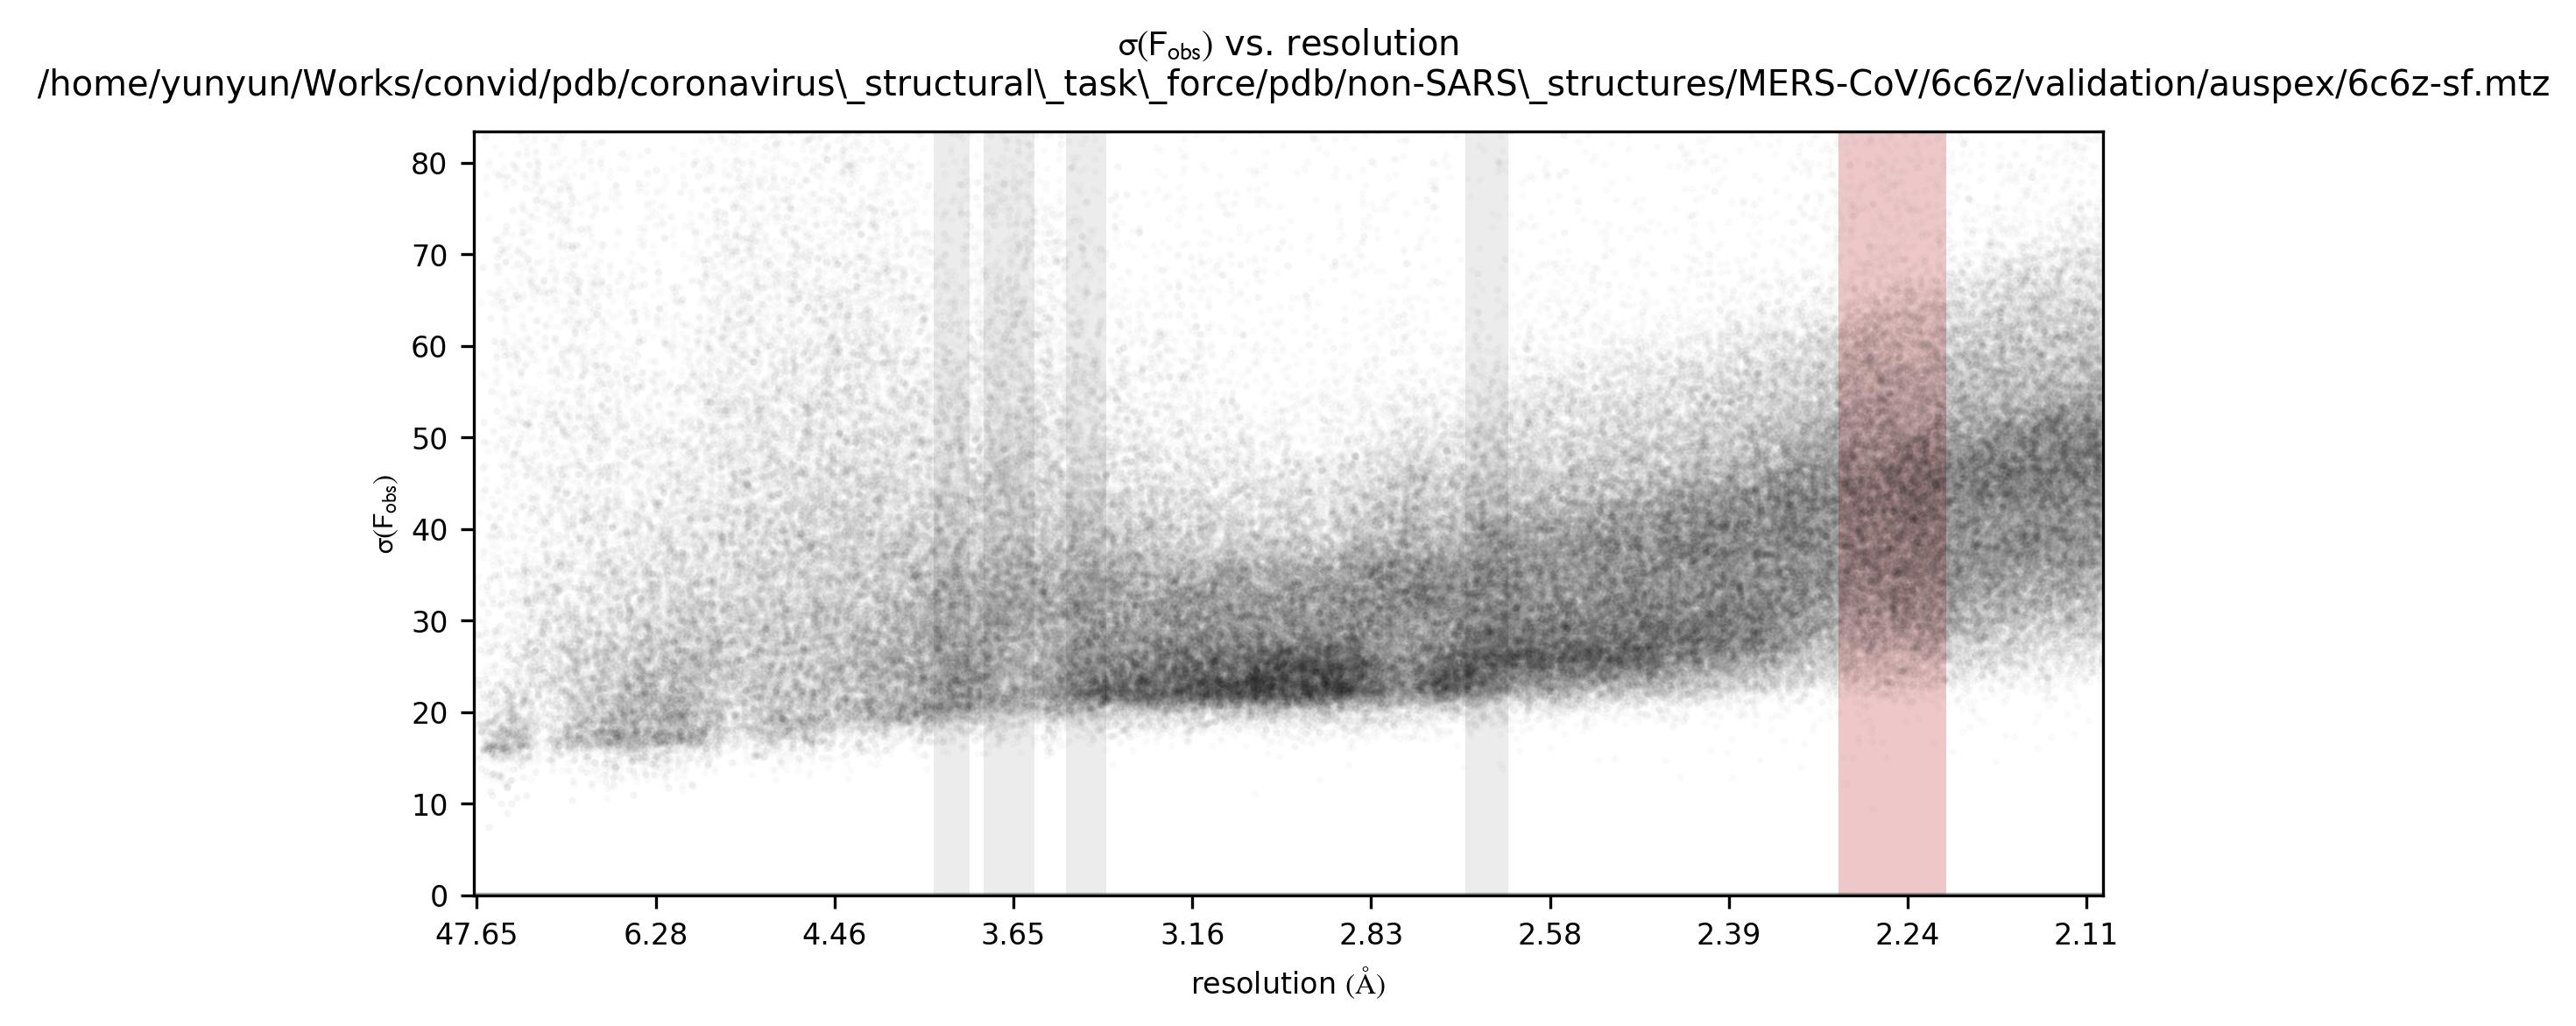 σ(Fobs) vs. resolution
/home/yunyun/Works/convid/pdb/coronavirus\_structural\_task\_force/pdb/non-SARS\_structures/MERS-CoV/6c6z/validation/auspex/6c6z-sf.mtz
80
70
60
50
40
30
20
10
0
σ(Fobs)
47.65 6.28 4.46 3.65 3.16 2.83 2.58 2.39 2.24 2.11
resolution (Å)